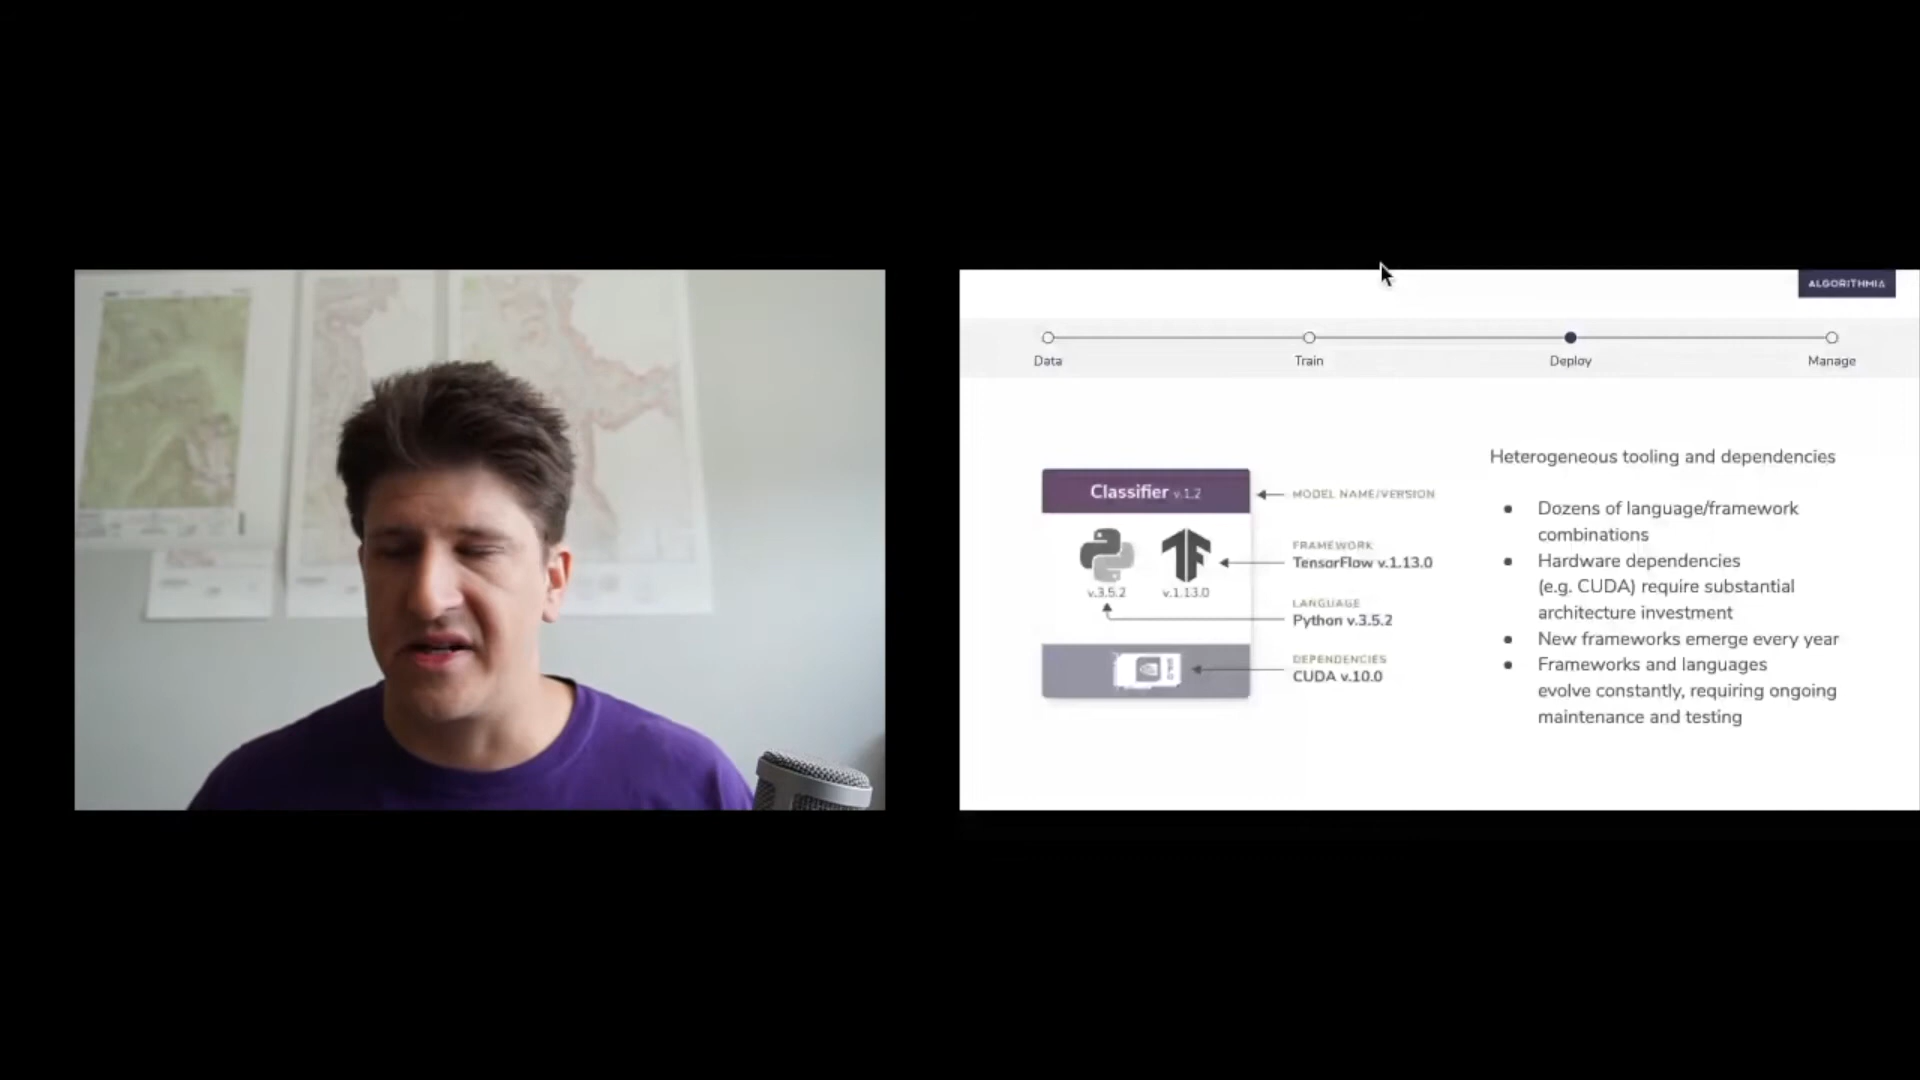 ALGORITHMIA
Data
Train
Deploy
Manage
Classifier v.1.2
v.3.5.2
v.1.13.0
MODEL NAME/VERSION
FRAMEWORK
TensorFlow v.1.13.0
LANGUAGE
Python v.3.5.2
DEPENDENCIES
CUDA v.10.0
Heterogeneous tooling and dependencies
● Dozens of language/framework
combinations
● Hardware dependencies
(e.g. CUDA) require substantial
architecture investment
● New frameworks emerge every year
● Frameworks and languages
evolve constantly, requiring ongoing
maintenance and testing